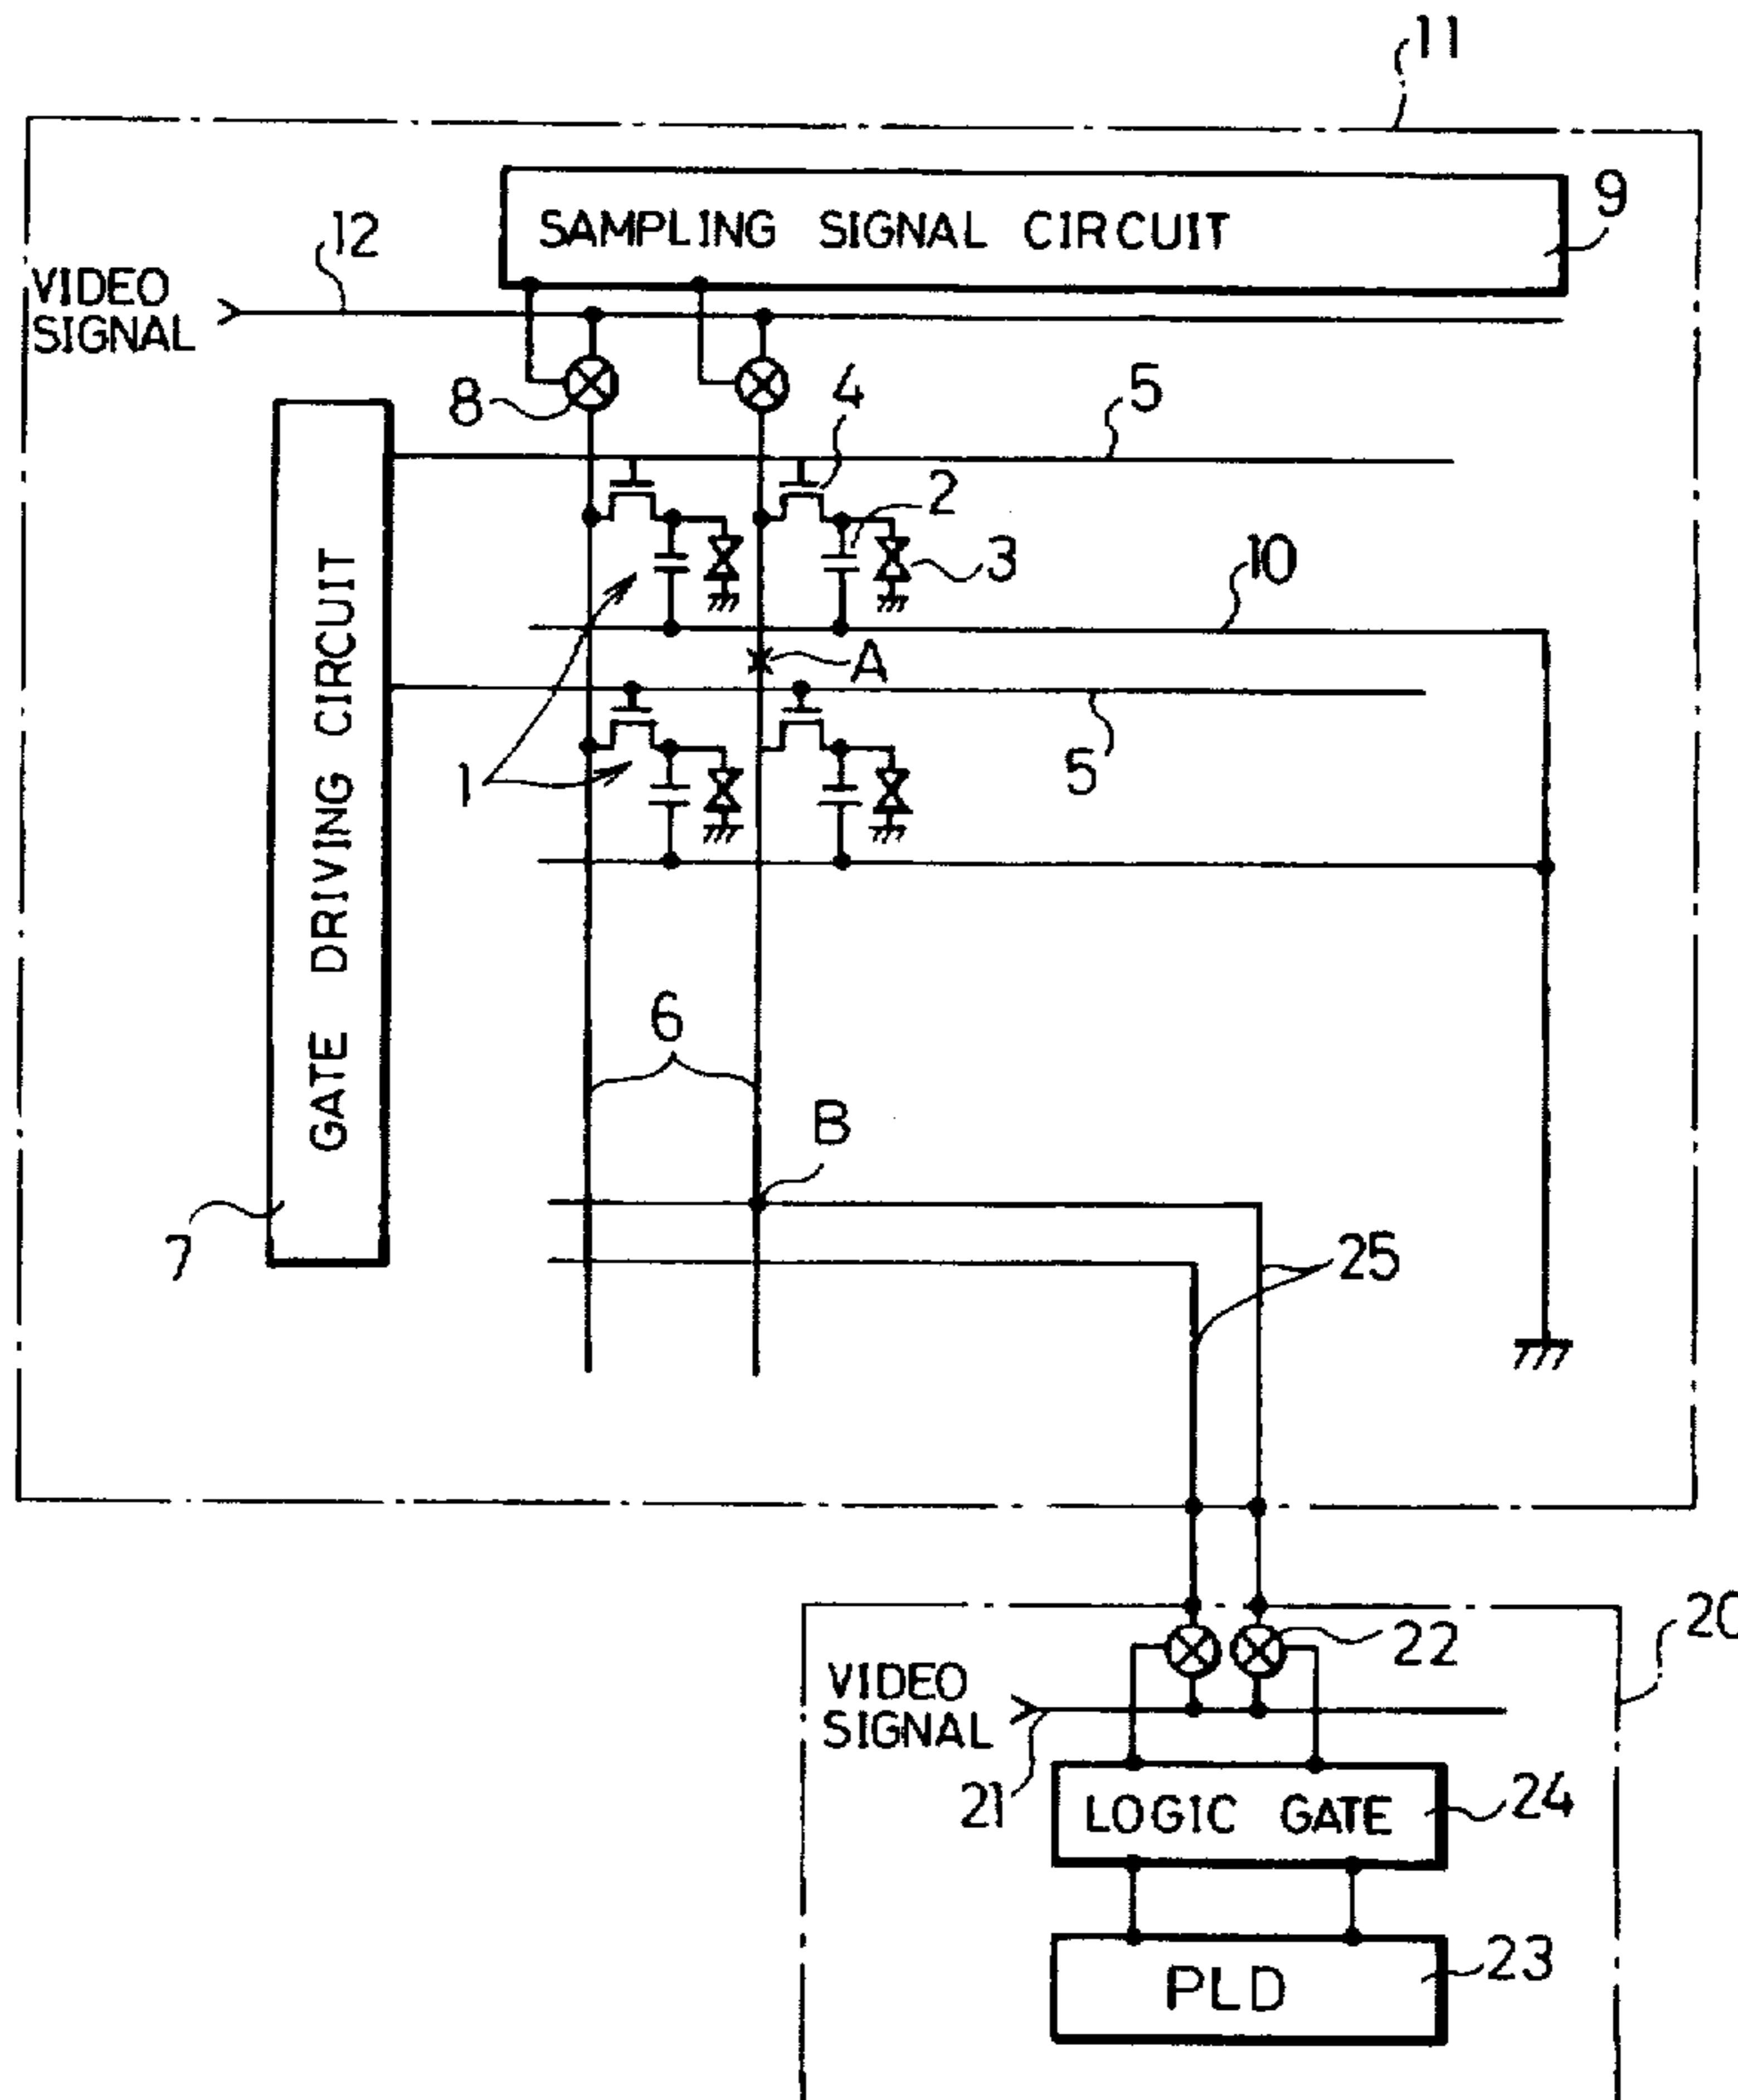 11
SAMPLING SIGNAL CIRCUIT
9
12
VIDEO
SIGNAL
8
4
5
2
3
10
GATE DRIVING CIRCUIT
A
1
5
6
B
7
25
20
22
VIDEO
SIGNAL
21
LOGIC GATE
24
PLD
23